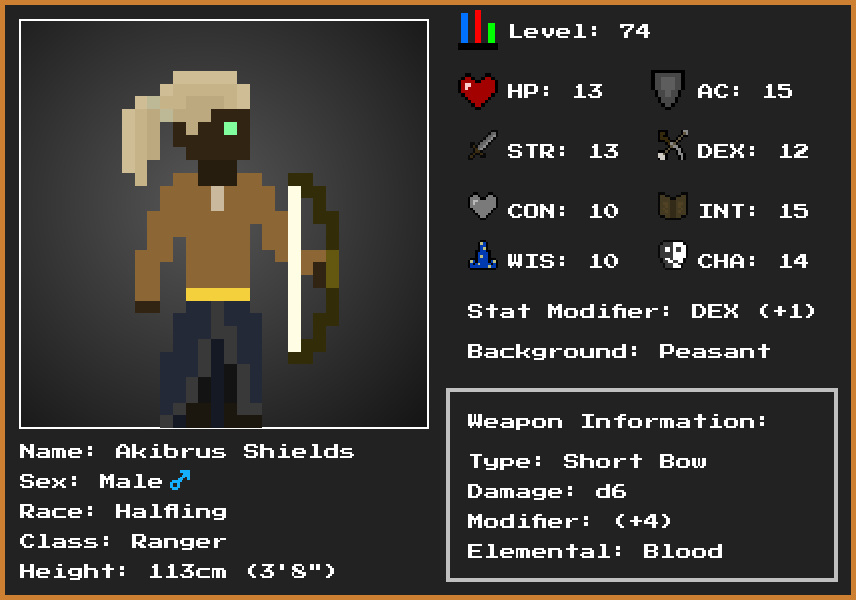 Level: 74
HP: 13
AC: 15
STR: 13
DEX: 12
CON: 10
INT: 15
WIS: 10
CHA: 14
Stat Modifier: DEX (+1)
Background: Peasant
Weapon Information:
Type: Short Bow
Damage: d6
Modifier: (+4)
Elemental: Blood
Name: Akibrus Shields
Sex: Male♂
Race: Halfling
Class: Ranger
Height: 113cm (3'8")